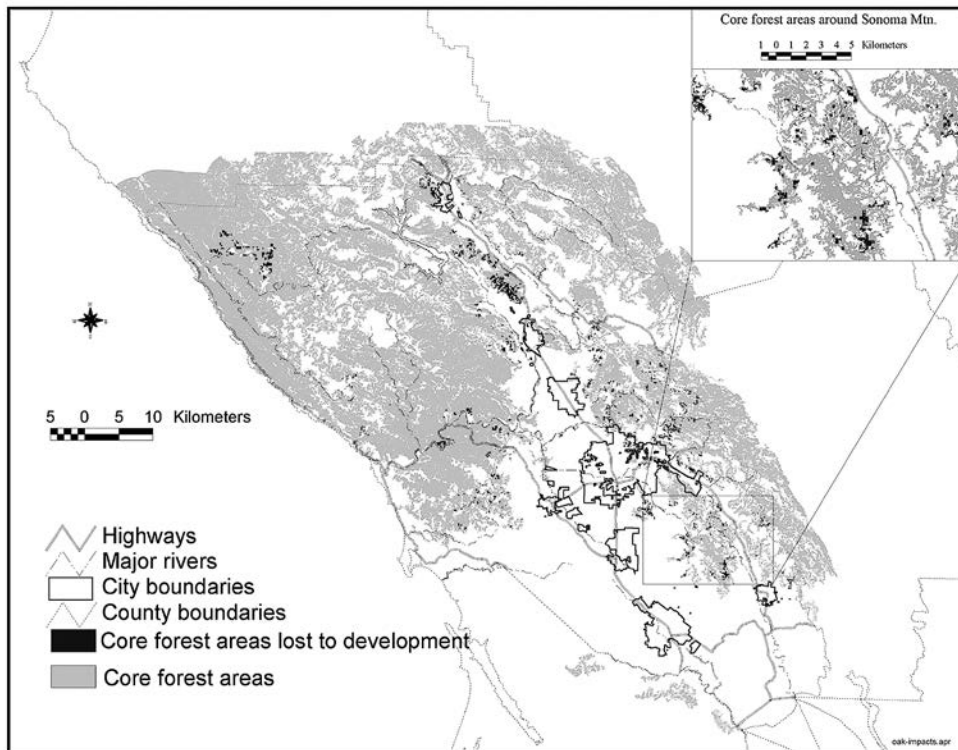 Core forest areas around Sonoma Mtn.
1 0 1 2 3 4 5 Kilometers
5 0 5 10 Kilometers
Highways
Major rivers
City boundaries
County boundaries
Core forest areas lost to development
Core forest areas
oak-impacts.apr